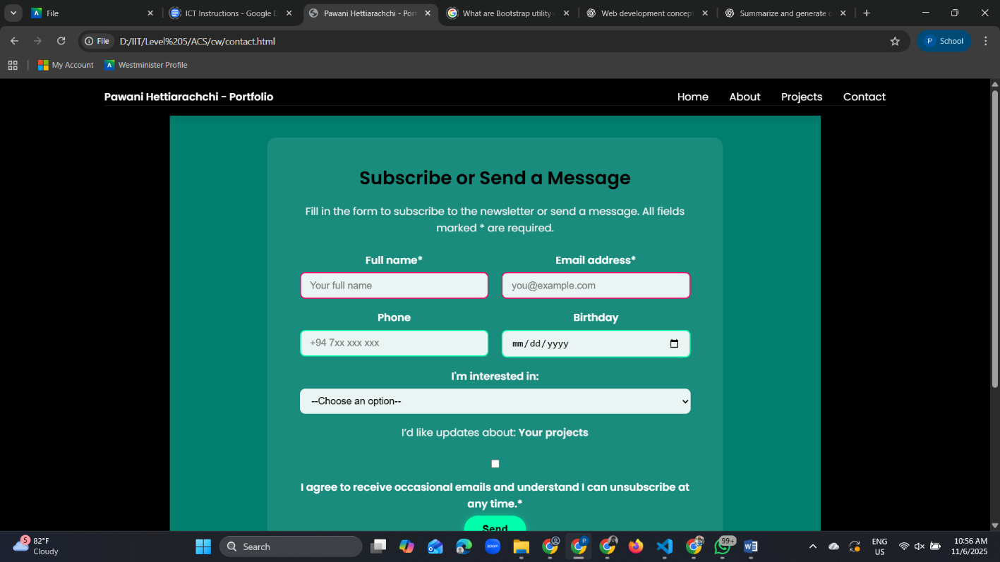 File
ICT Instructions - Google D
Pawani Hettiarachchi - Port
What are Bootstrap utility c
Web development concep
Summarize and generate c
File
D:/IIT/Level%205/ACS/cw/contact.html
P
School
My Account
Westminister Profile
Pawani Hettiarachchi - Portfolio
Home
About
Projects
Contact
Subscribe or Send a Message
Fill in the form to subscribe to the newsletter or send a message. All fields
marked * are required.
Full name*
Email address*
Your full name
you@example.com
Phone
Birthday
+94 7xx xxx xxx
mm/dd/yyyy
I'm interested in:
--Choose an option--
I'd like updates about: Your projects
I agree to receive occasional emails and understand I can unsubscribe at
any time.*
Send
5
82°F
Cloudy
Search
zoom
P
99+
ENG
US
10:56 AM
11/6/2025